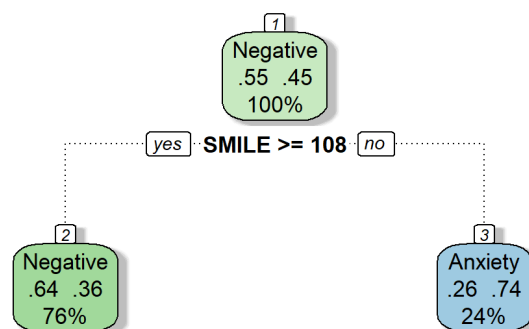 1
Negative
.55 .45
100%
yes SMILE >= 108 no
2
Negative
.64 .36
76%
3
Anxiety
.26 .74
24%